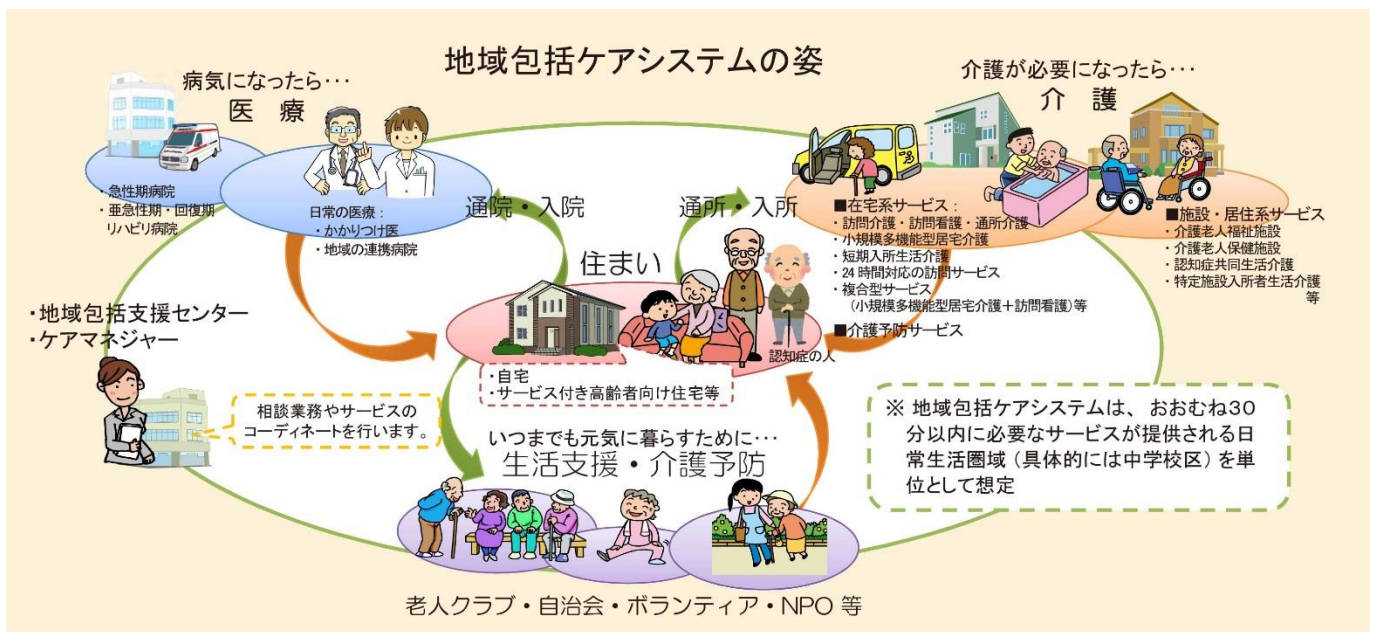 地域包括ケアシステムの姿
病気になったら･･･
医 療
介護が必要になったら･･･
介 護
・急性期病院
・亜急性期・回復期
リハビリ病院
日常の医療：
・かかりつけ医
・地域の連携病院
通院・入院
通所・入所
■在宅系サービス：
・訪問介護・訪問看護・通所介護
・小規模多機能型居宅介護
・短期入所生活介護
・24時間対応の訪問サービス
・複合型サービス
（小規模多機能型居宅介護＋訪問看護）等
■介護予防サービス
■施設・居住系サービス
・介護老人福祉施設
・介護老人保健施設
・認知症共同生活介護
・特定施設入所者生活介護
等
住まい
認知症の人
・自宅
・サービス付き高齢者向け住宅等
・地域包括支援センター
・ケアマネジャー
相談業務やサービスの
コーディネートを行います。
いつまでも元気に暮らすために･･･
生活支援・介護予防
老人クラブ・自治会・ボランティア・NPO 等
※ 地域包括ケアシステムは、おおむね３０
分以内に必要なサービスが提供される日
常生活圏域（具体的には中学校区）を単
位として想定